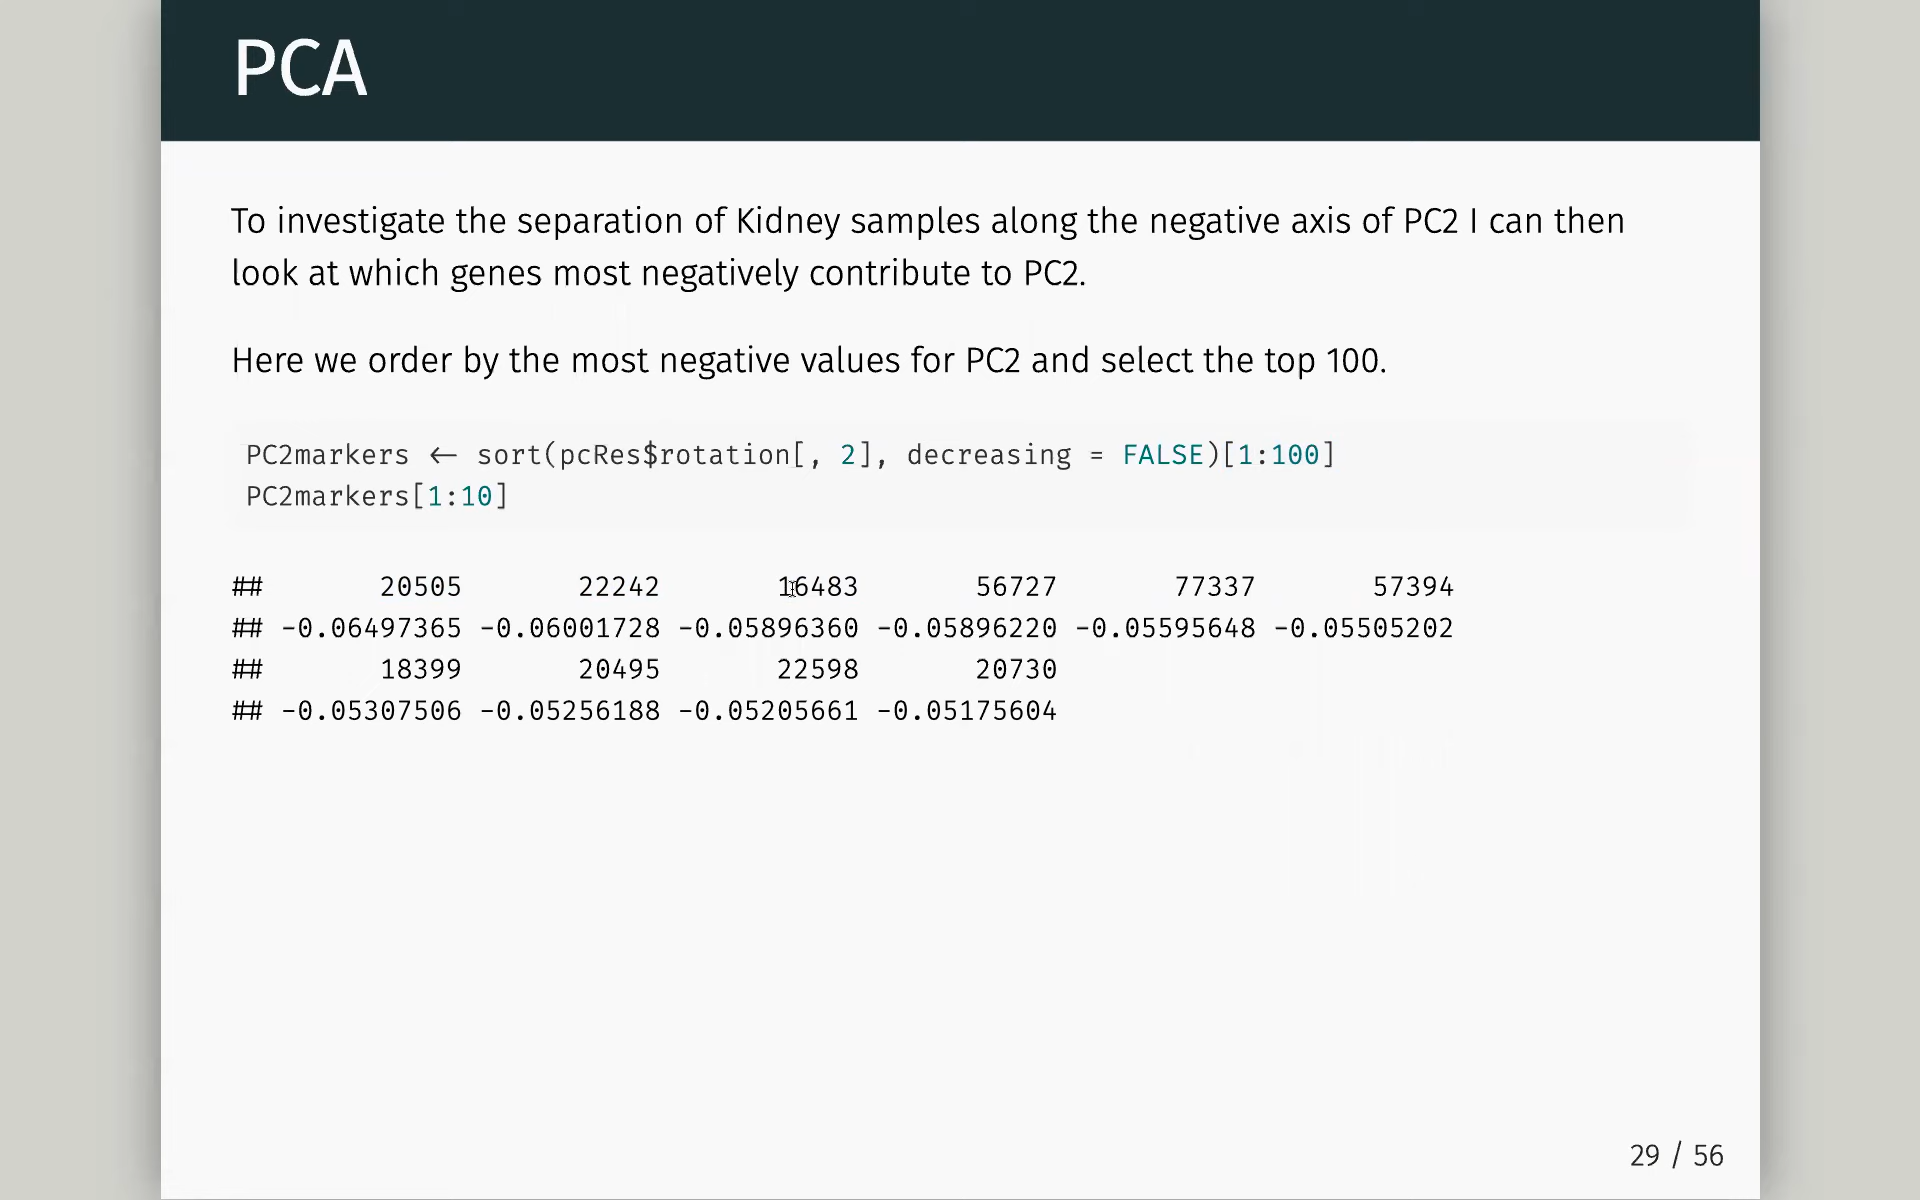 PCA
To investigate the separation of Kidney samples along the negative axis of PC2 I can then
look at which genes most negatively contribute to PC2.
Here we order by the most negative values for PC2 and select the top 100.
PC2markers <- sort(pcRes$rotation[, 2], decreasing = FALSE)[1:100]
PC2markers[1:10]
##       20505       22242       16483       56727       77337       57394
## -0.06497365 -0.06001728 -0.05896360 -0.05896220 -0.05595648 -0.05505202
##       18399       20495       22598       20730
## -0.05307506 -0.05256188 -0.05205661 -0.05175604
29 / 56